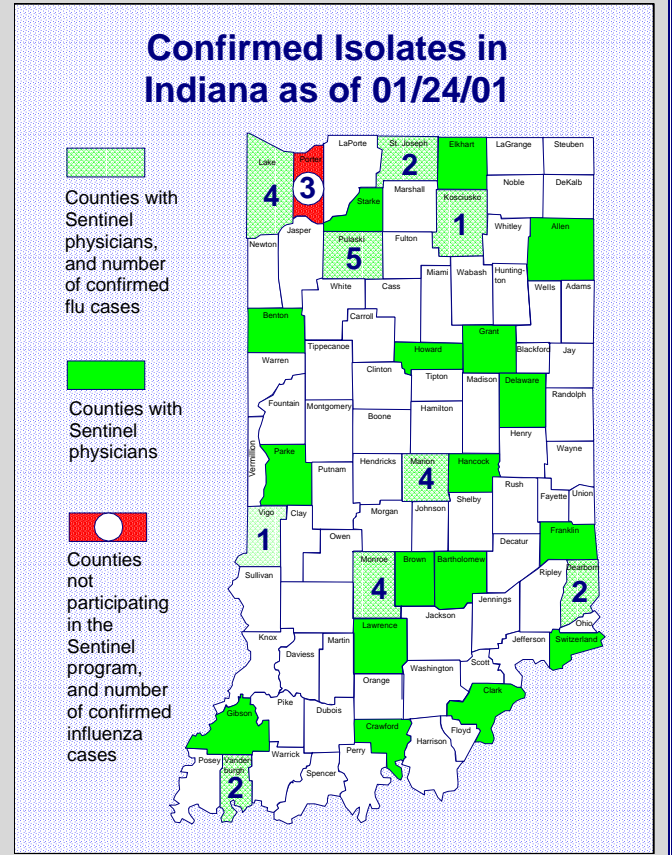 Confirmed Isolates in
Indiana as of 01/24/01
Counties with
Sentinel
physicians,
and number
of confirmed
flu cases
Counties with
Sentinel
physicians
Counties
not
participating
in the
Sentinel
program,
and number
of confirmed
influenza
cases
LaPorte
St. Joseph
2
Elkhart
LaGrange
Steuben
Lake
4
Porter
3
Starke
Marshall
Kosciusko
1
Noble
DeKalb
Jasper
Newton
Pulaski
5
Fulton
Whitley
Allen
White
Cass
Miami
Wabash
Hunting-
ton
Wells
Adams
Benton
Carroll
Warren
Tippecanoe
Clinton
Howard
Grant
Blackford
Jay
Tipton
Madison
Delaware
Randolph
Fountain
Montgomery
Boone
Hamilton
Henry
Wayne
Vermillion
Parke
Putnam
Hendricks
Marion
4
Hancock
Rush
Fayette
Union
Shelby
Vigo
1
Clay
Morgan
Johnson
Owen
Decatur
Franklin
Sullivan
Monroe
4
Brown
Bartholomew
Ripley
Dearborn
2
Jennings
Jackson
Ohio
Knox
Daviess
Martin
Lawrence
Jefferson
Switzerland
Washington
Scott
Orange
Clark
Gibson
Pike
Dubois
Crawford
Harrison
Floyd
Posey
Vander-
burgh
2
Warrick
Spencer
Perry